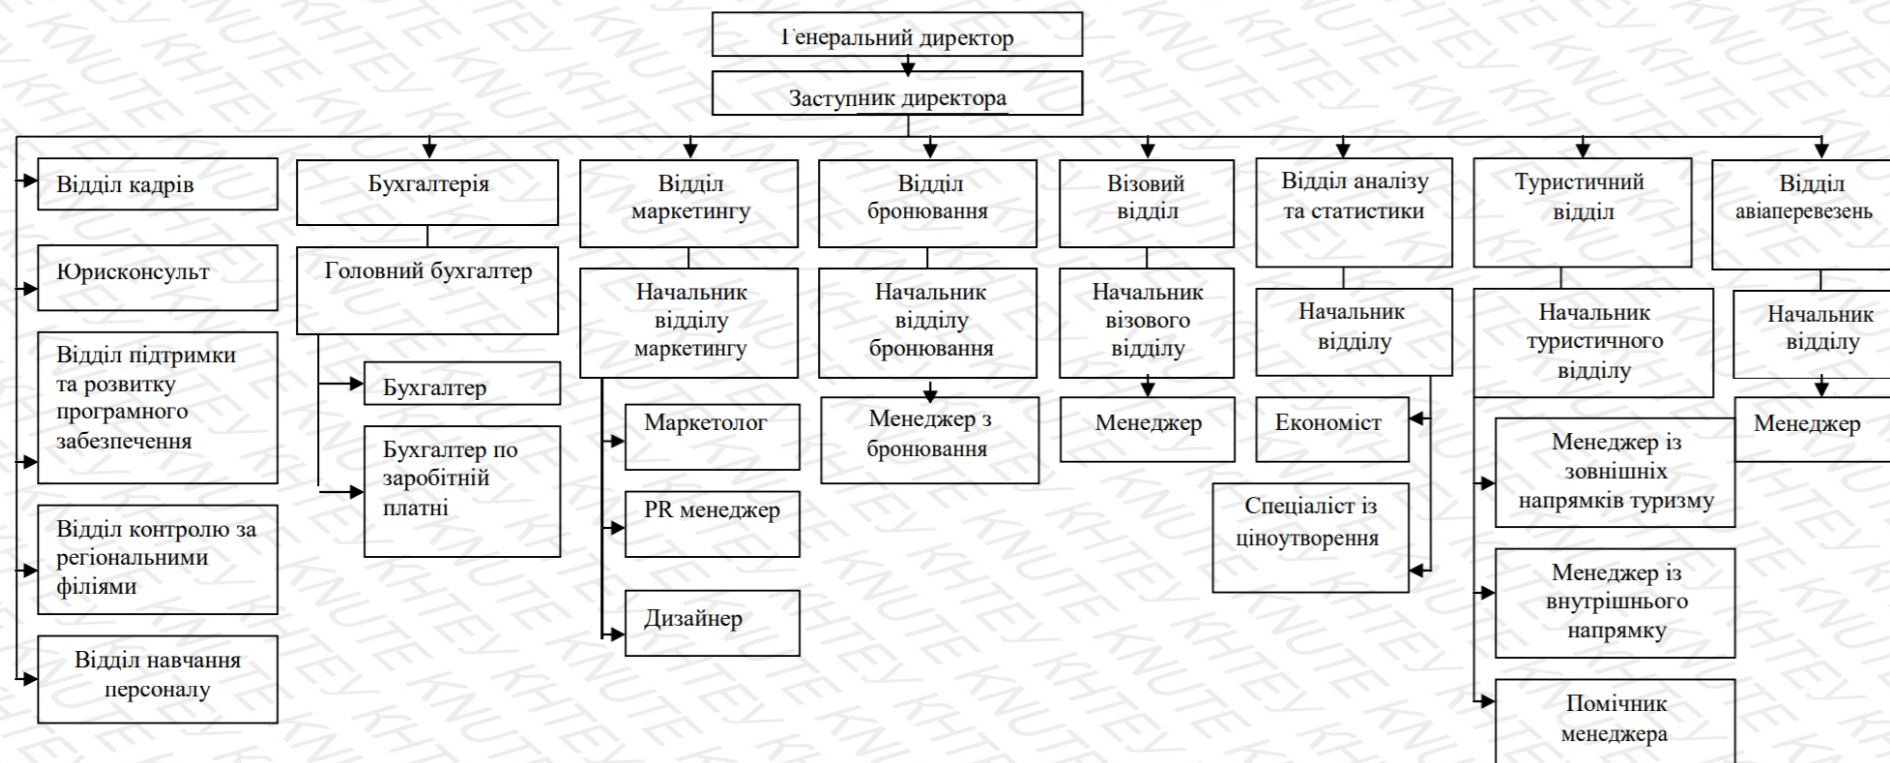 Генеральний директор
Заступник директора
Відділ кадрів
Юрисконсульт
Відділ підтримки
та розвитку
програмного
забезпечення
Відділ контролю за
регіональними
філіями
Відділ навчання
персоналу
Бухгалтерія
Головний бухгалтер
Бухгалтер
Бухгалтер по
заробітній
платні
Відділ
маркетингу
Начальник
відділу
маркетингу
Маркетолог
PR менеджер
Дизайнер
Відділ
бронювання
Начальник
відділу
бронювання
Менеджер з
бронювання
Візовий
відділ
Начальник
візового
відділу
Менеджер
Відділ аналізу
та статистики
Начальник
відділу
Економіст
Спеціаліст із
ціноутворення
Туристичний
відділ
Начальник
туристичного
відділу
Менеджер із
зовнішніх
напрямків туризму
Менеджер із
внутрішнього
напрямку
Помічник
менеджера
Відділ
авіаперевезень
Начальник
відділу
Менеджер